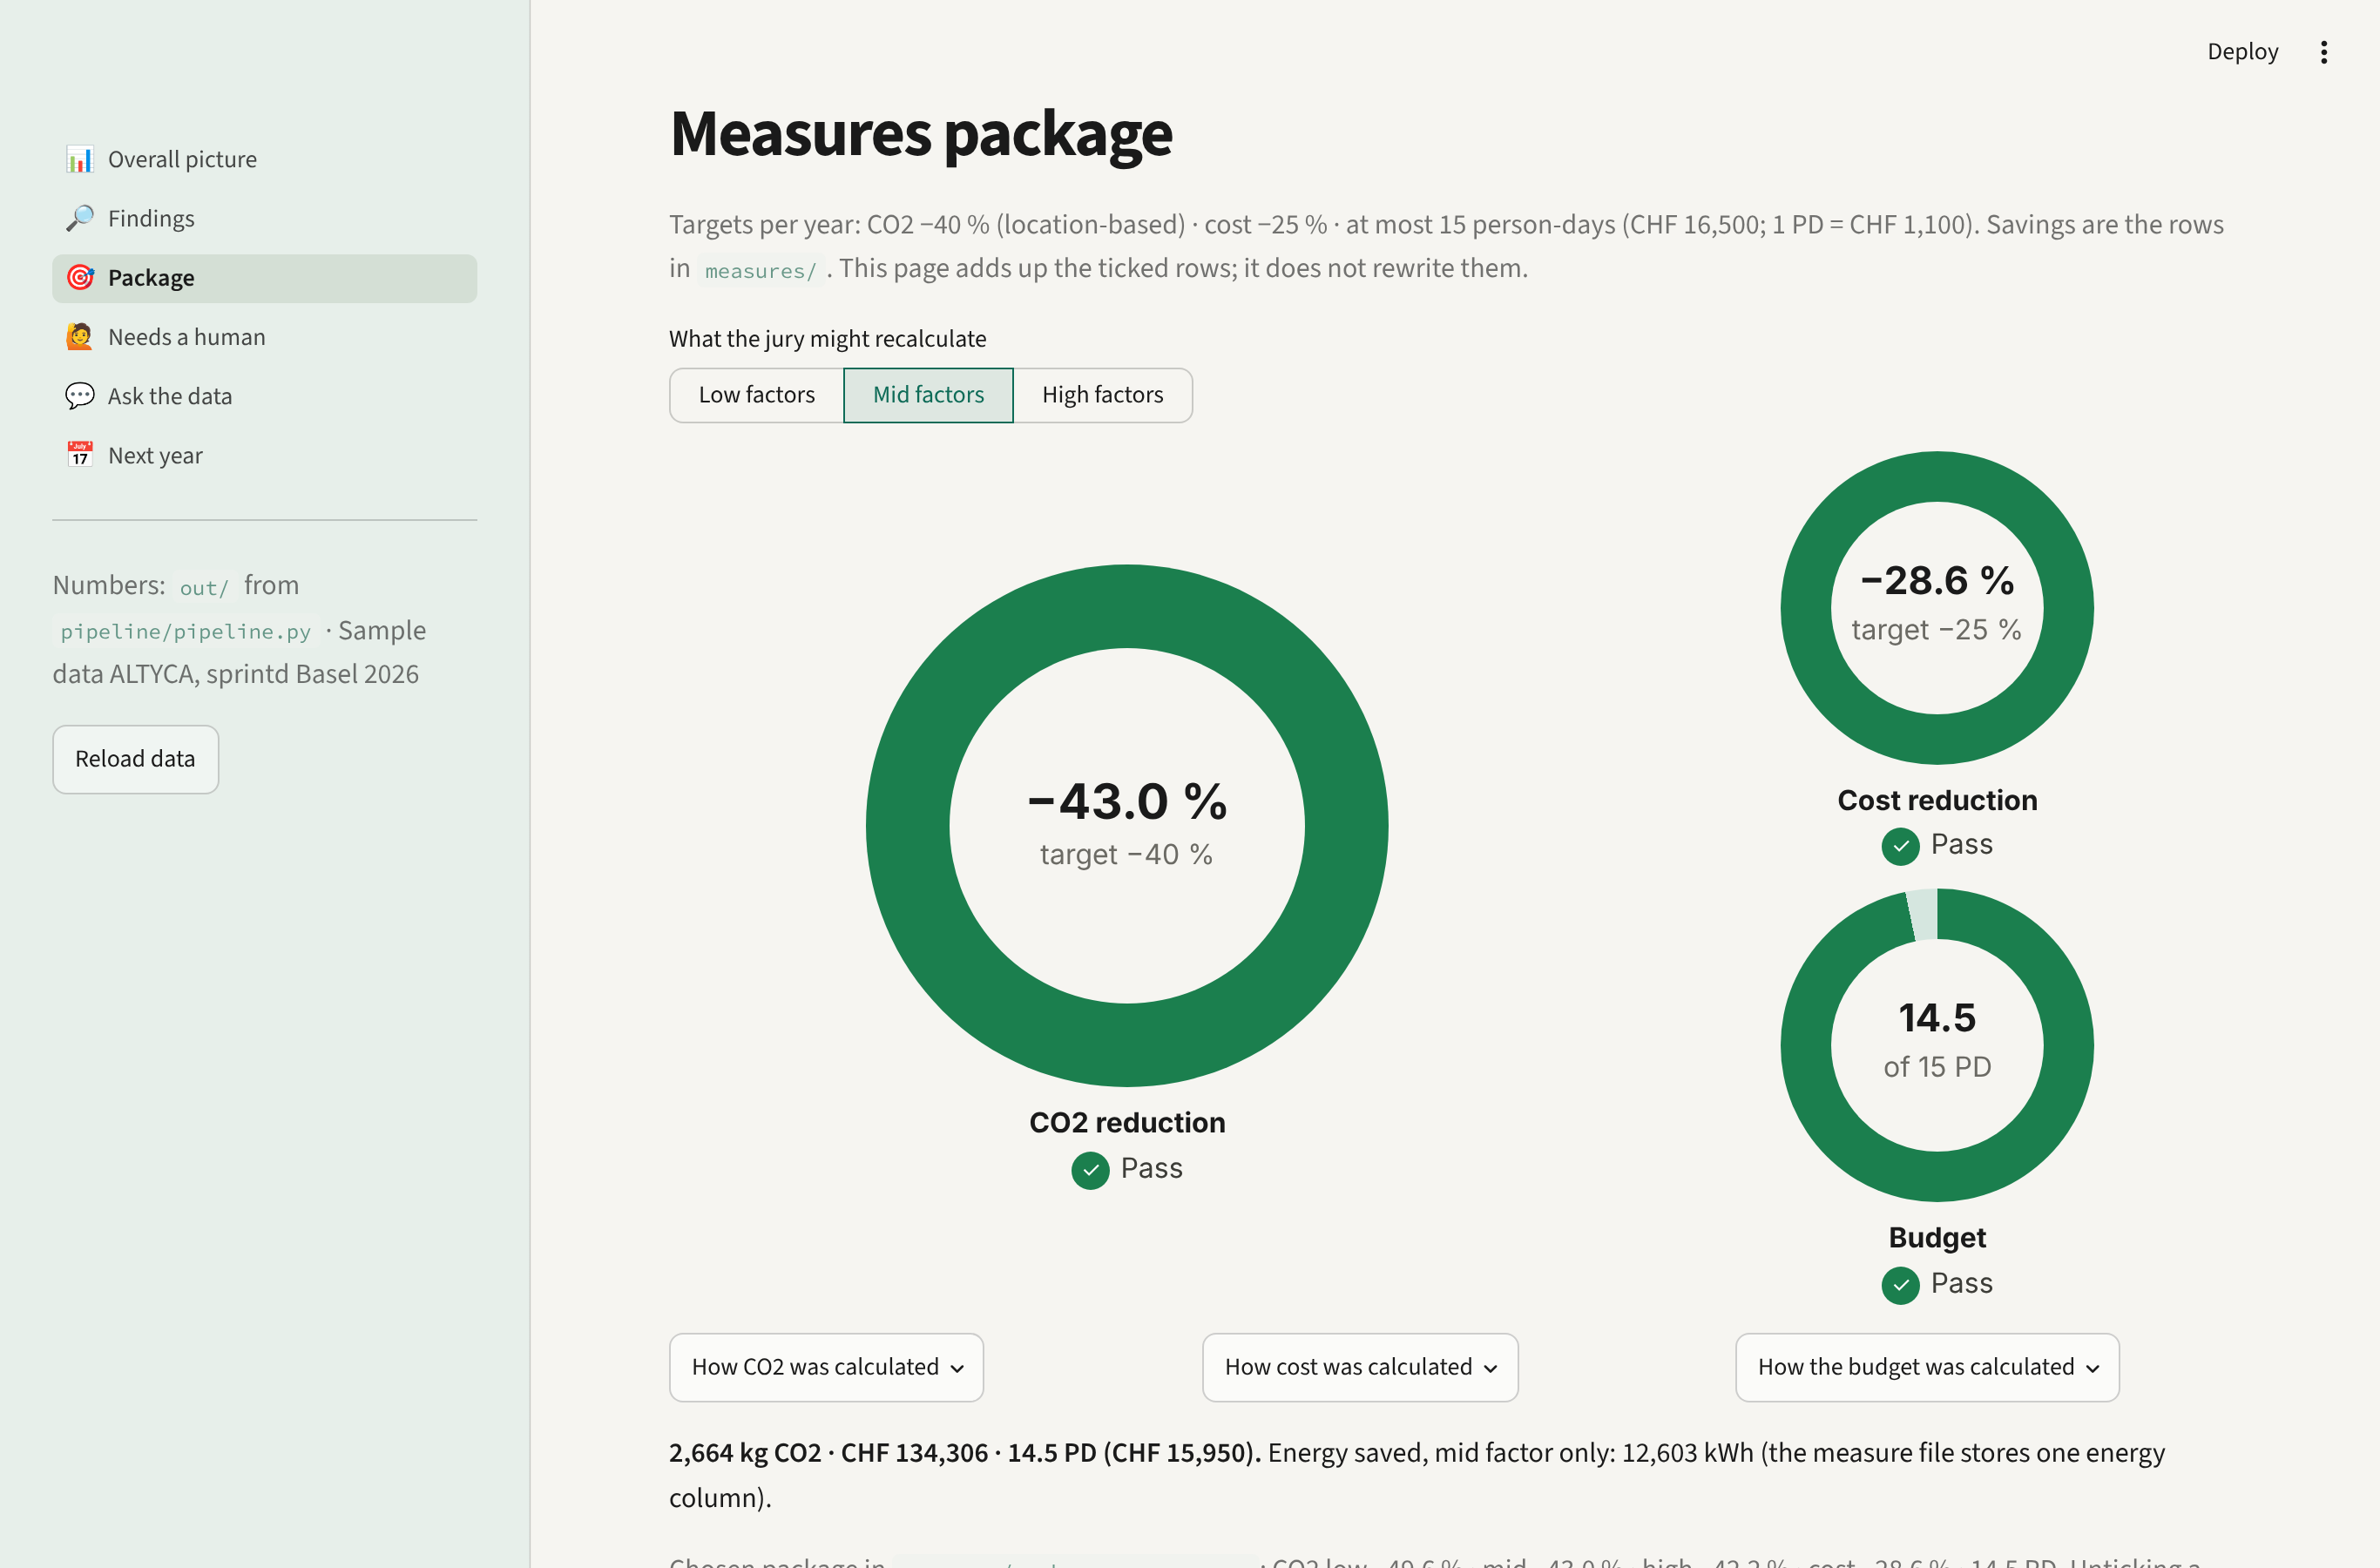 Deploy
Overall picture
Findings
Package
Needs a human
Ask the data
Next year
Numbers: out/ from
pipeline/pipeline.py · Sample
data ALTYCA, sprintd Basel 2026
Reload data
Measures package
Targets per year: CO2 −40 % (location-based) · cost −25 % · at most 15 person-days (CHF 16,500; 1 PD = CHF 1,100). Savings are the rows
in measures/ . This page adds up the ticked rows; it does not rewrite them.
What the jury might recalculate
Low factors Mid factors High factors
−43.0 %
target −40 %
CO2 reduction
Pass
−28.6 %
target −25 %
Cost reduction
Pass
14.5
of 15 PD
Budget
Pass
How CO2 was calculated
How cost was calculated
How the budget was calculated
2,664 kg CO2 · CHF 134,306 · 14.5 PD (CHF 15,950). Energy saved, mid factor only: 12,603 kWh (the measure file stores one energy
column).
Chosen package in